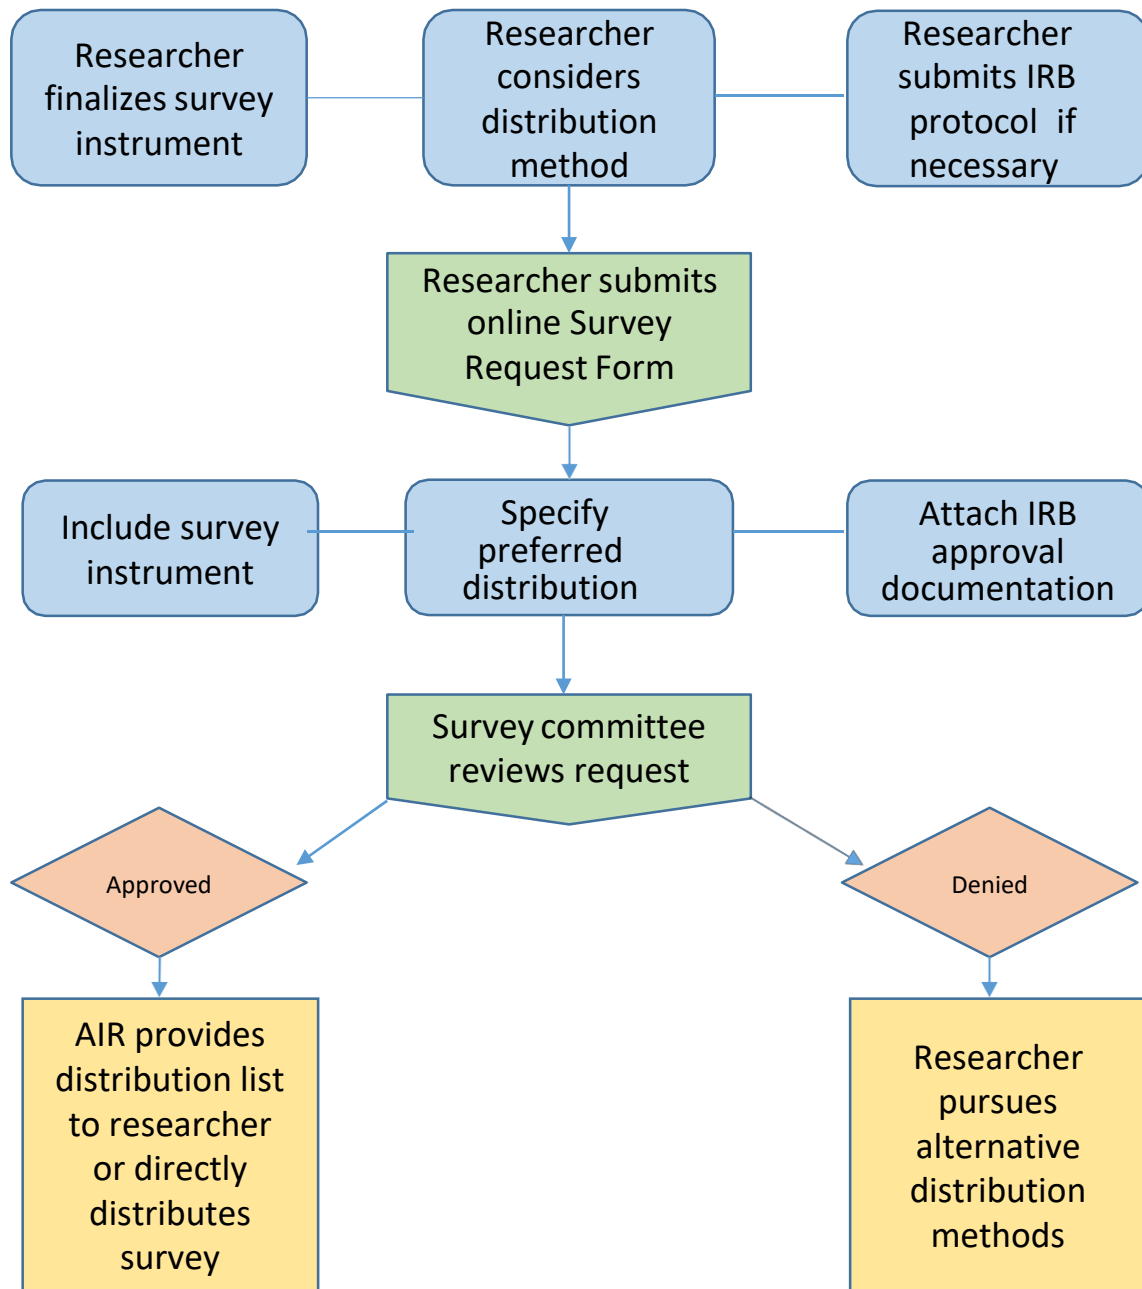 Researcher
finalizes survey
instrument
Researcher
considers
distribution
method
Researcher
submits IRB
protocol if
necessary
Researcher submits
online Survey
Request Form
Include survey
instrument
Specify
preferred
distribution
Attach IRB
approval
documentation
Survey committee
reviews request
Approved
Denied
AIR provides
distribution list
to researcher
or directly
distributes
survey
Researcher
pursues
alternative
distribution
methods